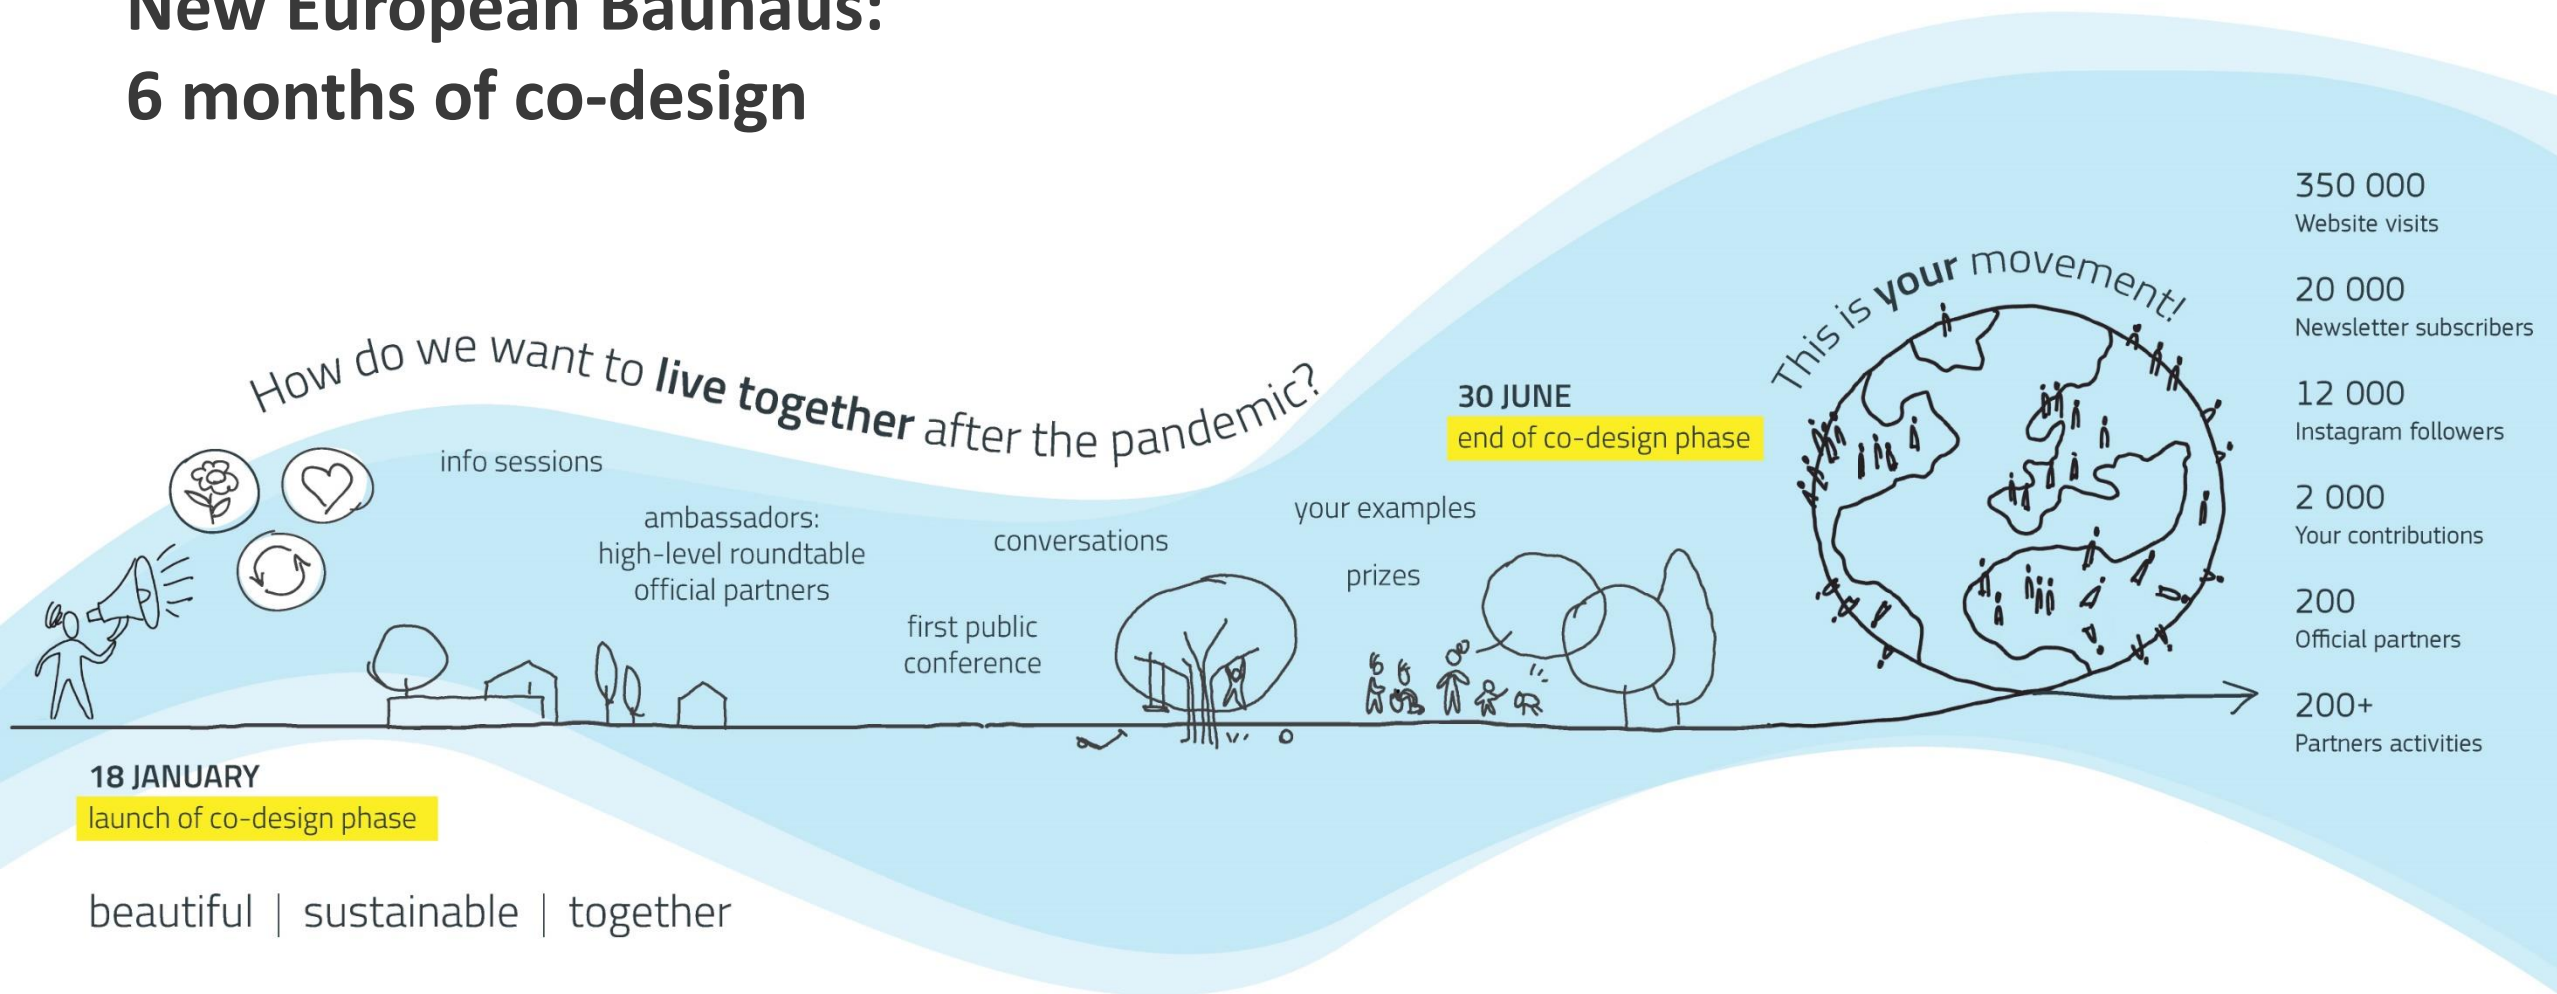 New European Bauhaus:
6 months of co-design
How do we want to live together after the pandemic?
info sessions
ambassadors:
high-level roundtable
official partners
first public
conference
conversations
your examples
prizes
18 JANUARY
launch of co-design phase
30 JUNE
end of co-design phase
This is your movement!
350 000
Website visits
20 000
Newsletter subscribers
12 000
Instagram followers
2 000
Your contributions
200
Official partners
200+
Partners activities
beautiful | sustainable | together